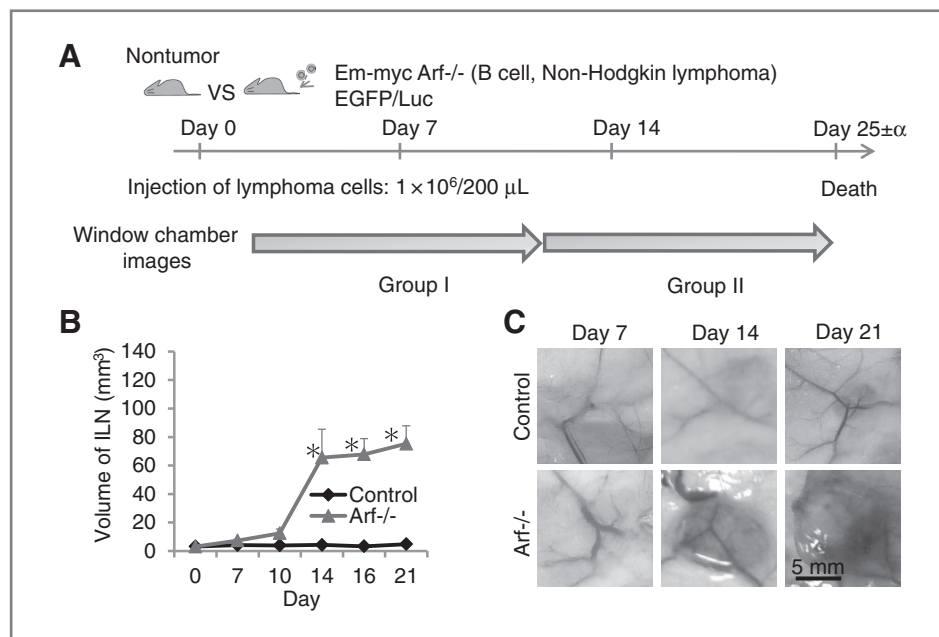 A
Nontumor
VS
Em-myc Arf-/- (B cell, Non-Hodgkin lymphoma)
EGFP/Luc
Day 0
Day 7
Day 14
Day 25±α
Injection of lymphoma cells: 1×10⁶/200 μL
Death
Window chamber
images
Group I
Group II
B
Volume of ILN (mm³)
140
120
100
80
60
40
20
0
*
*
*
Control
Arf-/-
0 7 10 14 16 21
Day
C
Day 7 Day 14 Day 21
Control
Arf-/-
5 mm